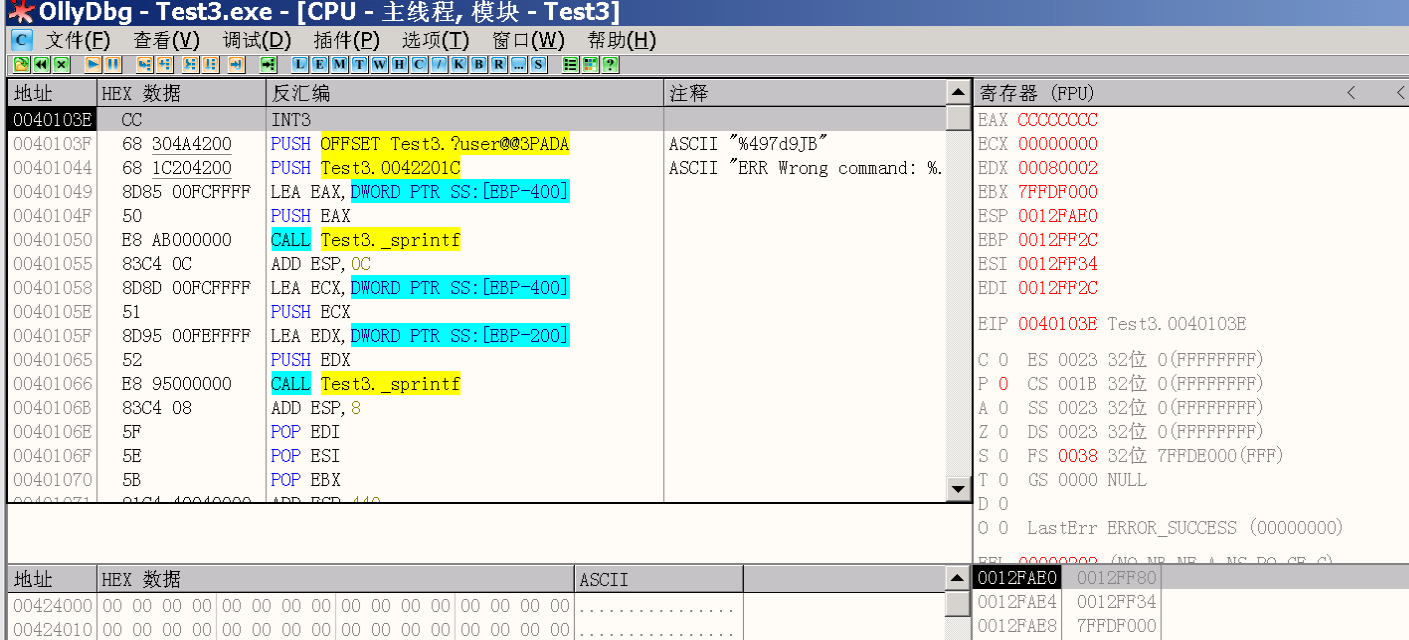 OllyDbg - Test3.exe - [CPU - 主线程, 模块 - Test3]
C 文件(F) 查看(V) 调试(D) 插件(P) 选项(T) 窗口(W) 帮助(H)
L E M T W H C / K B R ... S ?
地址 HEX 数据 反汇编 注释
0040103E CC INT3
0040103F 68 304A4200 PUSH OFFSET Test3.?user@@3PADA ASCII "%497d9JB"
00401044 68 1C204200 PUSH Test3.0042201C ASCII "ERR Wrong command: %.
00401049 8D85 00FCFFFF LEA EAX,DWORD PTR SS:[EBP-400]
0040104F 50 PUSH EAX
00401050 E8 AB000000 CALL Test3._sprintf
00401055 83C4 0C ADD ESP,0C
00401058 8D8D 00FCFFFF LEA ECX,DWORD PTR SS:[EBP-400]
0040105E 51 PUSH ECX
0040105F 8D95 00FEFFFF LEA EDX,DWORD PTR SS:[EBP-200]
00401065 52 PUSH EDX
00401066 E8 95000000 CALL Test3._sprintf
0040106B 83C4 08 ADD ESP,8
0040106E 5F POP EDI
0040106F 5E POP ESI
00401070 5B POP EBX
00401071 81C4 40040000 ADD ESP,440
寄存器 (FPU) < <
EAX CCCCCCCC
ECX 00000000
EDX 00080002
EBX 7FFDF000
ESP 0012FAE0
EBP 0012FF2C
ESI 0012FF34
EDI 0012FF2C
EIP 0040103E Test3.0040103E
C 0 ES 0023 32位 0(FFFFFFFF)
P 0 CS 001B 32位 0(FFFFFFFF)
A 0 SS 0023 32位 0(FFFFFFFF)
Z 0 DS 0023 32位 0(FFFFFFFF)
S 0 FS 0038 32位 7FFDE000(FFF)
T 0 GS 0000 NULL
D 0
O 0 LastErr ERROR_SUCCESS (00000000)
EFL 00000202 (NO,NB,NE,A,NS,PO,GE,G)
地址 HEX 数据 ASCII
00424000 00 00 00 00 00 00 00 00 00 00 00 00 00 00 00 00 ................
00424010 00 00 00 00 00 00 00 00 00 00 00 00 00 00 00 00 ................
0012FAE0 0012FF80
0012FAE4 0012FF34
0012FAE8 7FFDF000